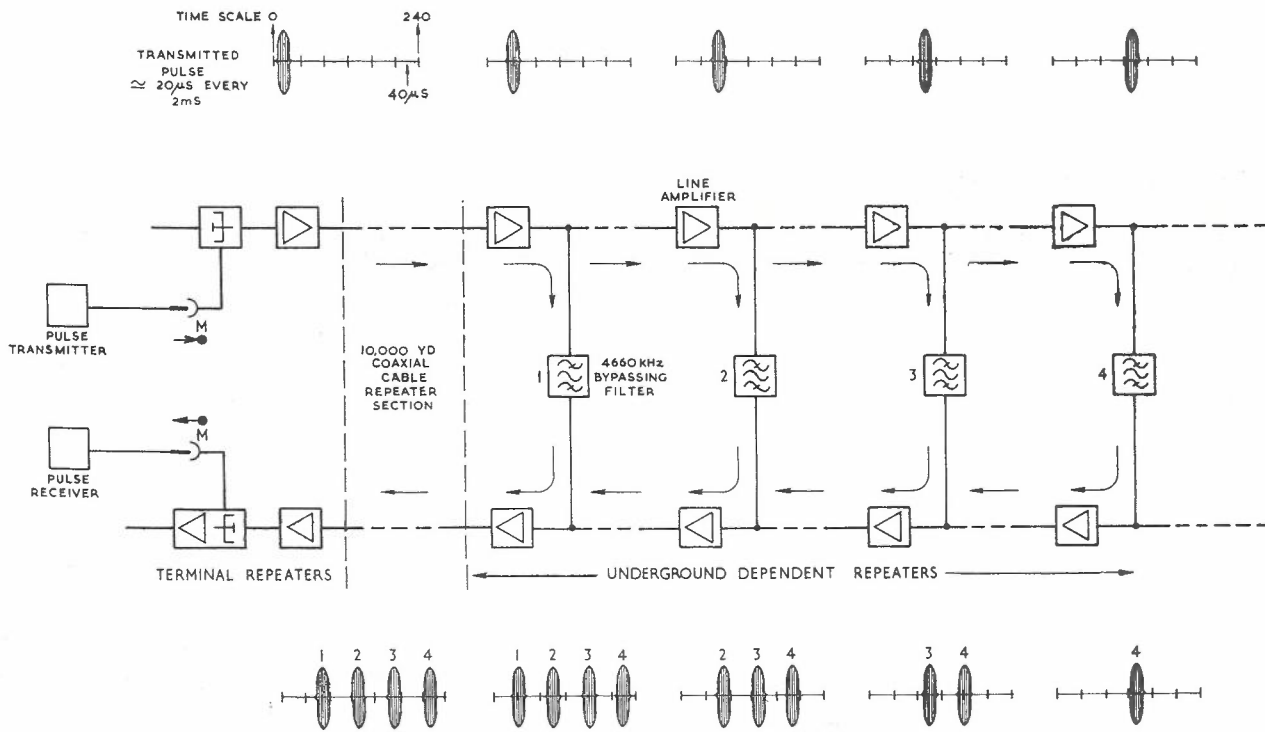 TIME SCALE 0
240
TRANSMITTED
PULSE
≃ 20μS EVERY
2mS
40μS
LINE
AMPLIFIER
M
PULSE
TRANSMITTER
10,000 YD
COAXIAL
CABLE
REPEATER
SECTION
1
4660KHz
BYPASSING
FILTER
2
3
4
M
PULSE
RECEIVER
TERMINAL REPEATERS
UNDERGROUND DEPENDENT REPEATERS
1 2 3 4
1 2 3 4
2 3 4
3 4
4